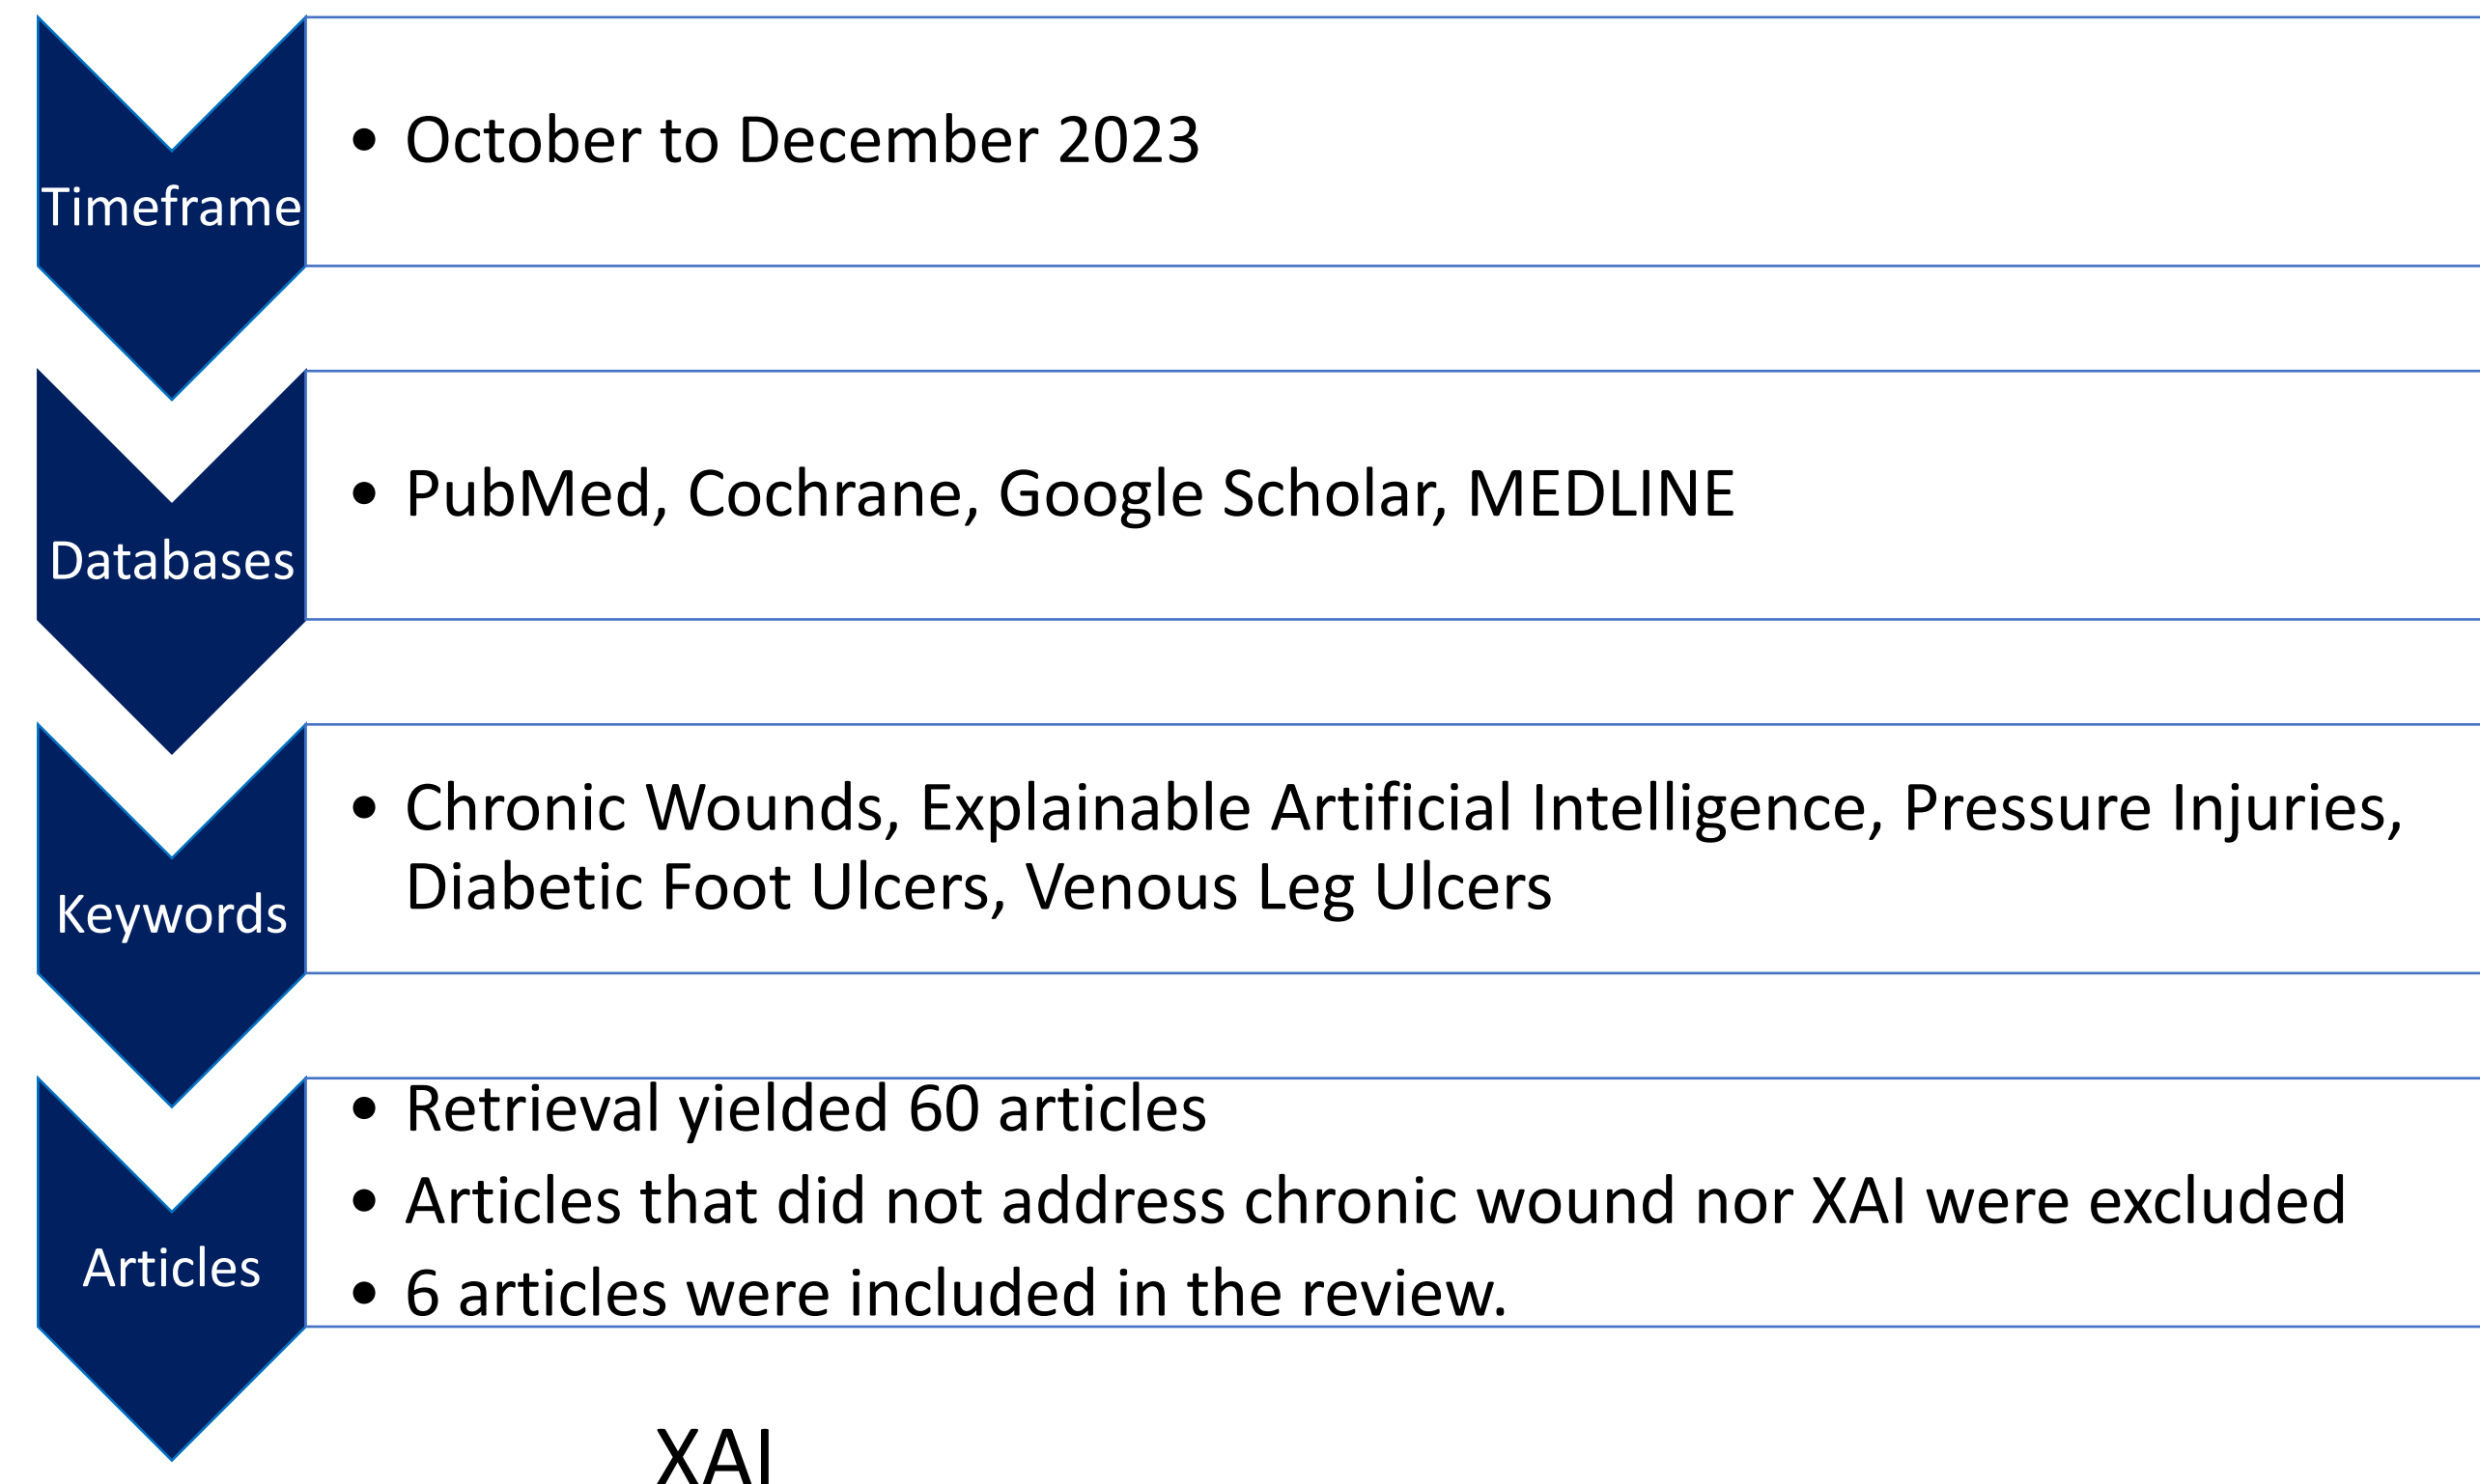 Timeframe
• October to December 2023
Databases
• PubMed, Cochrane, Google Scholar, MEDLINE
Keywords
• Chronic Wounds, Explainable Artificial Intelligence, Pressure Injuries,
Diabetic Foot Ulcers, Venous Leg Ulcers
Articles
• Retrieval yielded 60 articles
• Articles that did not address chronic wound nor XAI were excluded
• 6 articles were included in the review.
XAI